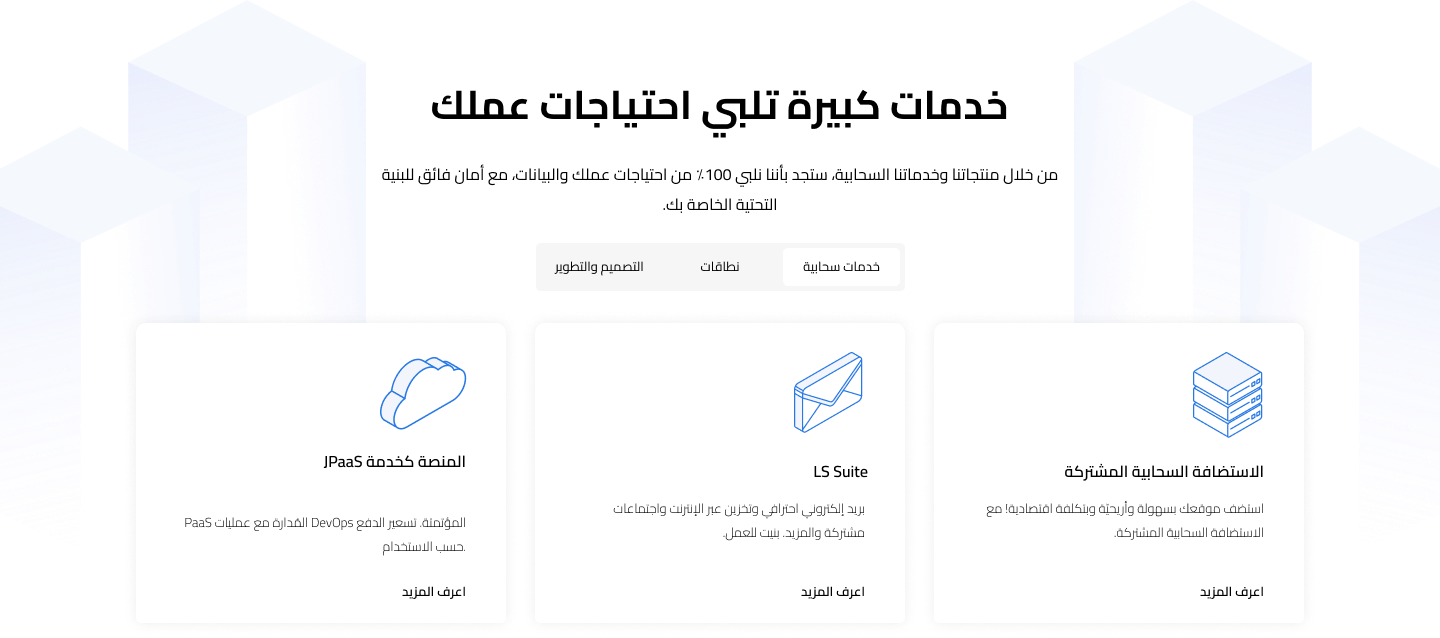 خدمات كبيرة تلبي احتياجات عملك
من خلال منتجاتنا وخدماتنا السحابية، ستجد بأننا نلبي 100٪ من احتياجات عملك والبيانات، مع أمان فائق للبنية
التحتية الخاصة بك.
خدمات سحابية
نطاقات
التصميم والتطوير
الاستضافة السحابية المشتركة
استضف موقعك بسهولة وأريحيّة وبتكلفة اقتصادية! مع
الاستضافة السحابية المشتركة.
اعرف المزيد
LS Suite
بريد إلكتروني احترافي وتخزين عبر الإنترنت واجتماعات
مشتركة والمزيد. بنيت للعمل.
اعرف المزيد
المنصة كخدمة JPaaS
المؤتمتة. تسعير الدفع DevOps المُدارة مع عمليات PaaS
.حسب الاستخدام
اعرف المزيد